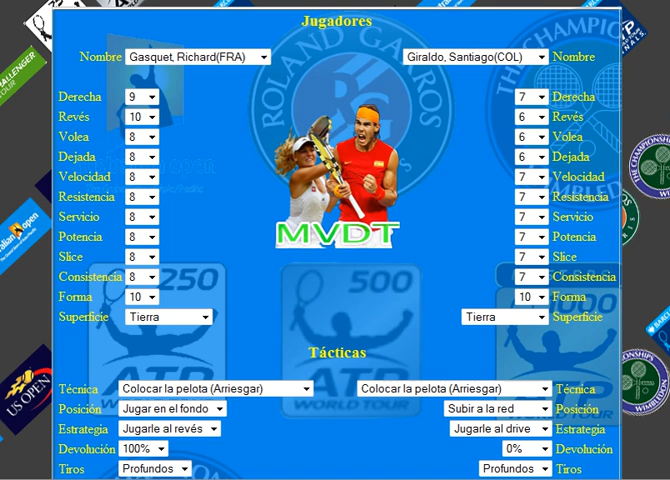 Jugadores
Nombre Gasquet, Richard(FRA) Giraldo, Santiago(COL) Nombre
Derecha 9 7 Derecha
Revés 10 6 Revés
Volea 8 6 Volea
Dejada 8 6 Dejada
Velocidad 8 7 Velocidad
Resistencia 8 7 Resistencia
Servicio 8 7 Servicio
Potencia 8 7 Potencia
Slice 8 7 Slice
Consistencia 8 7 Consistencia
Forma 10 10 Forma
Superficie Tierra Tierra Superficie
MVDT
ROLAND GARROS
THE CHAMPIONSHIPS
WIMBLEDON
250
500
1000
ATP
WORLD TOUR
Tácticas
Técnica Colocar la pelota (Arriesgar) Colocar la pelota (Arriesgar) Técnica
Posición Jugar en el fondo Subir a la red Posición
Estrategia Jugarle al revés Jugarle al drive Estrategia
Devolución 100% 0% Devolución
Tiros Profundos Profundos Tiros
US OPEN